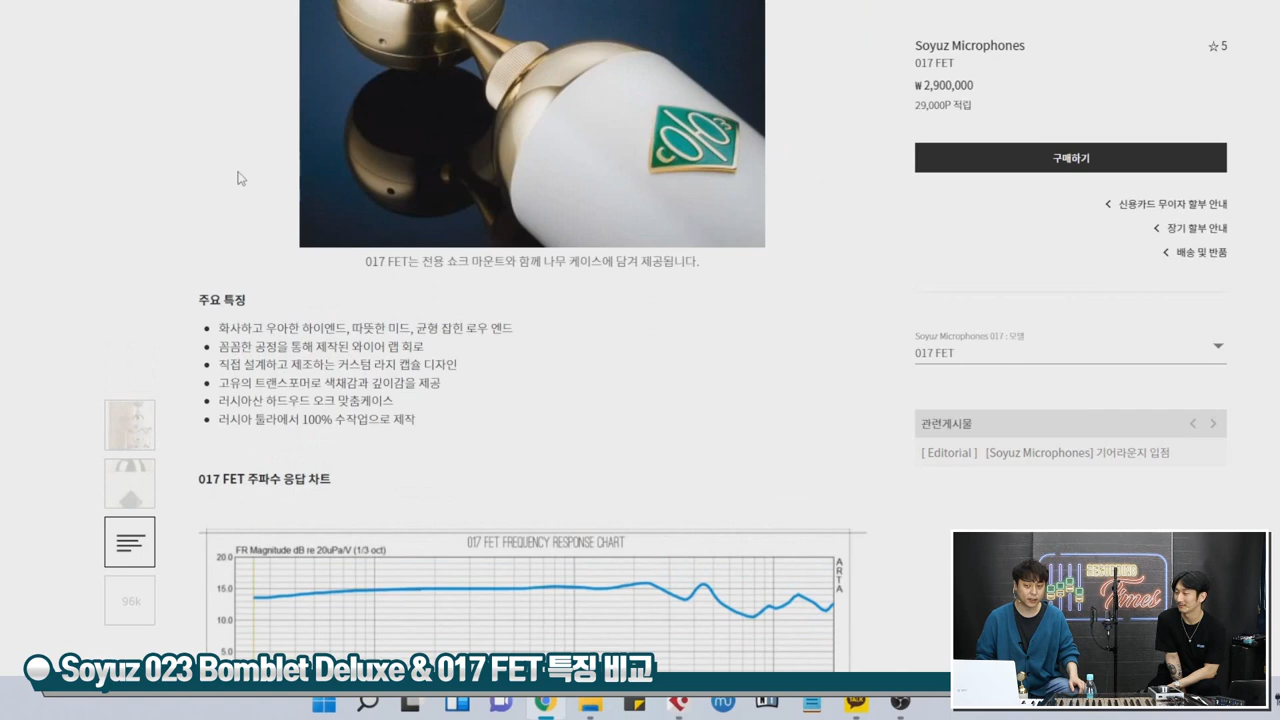 Soyuz Microphones
☆ 5
017 FET
₩ 2,900,000
29,000P 적립
구매하기
신용카드 무이자 할부 안내
장기 할부 안내
배송 및 반품
017 FET는 전용 쇼크 마운트와 함께 나무 케이스에 담겨 제공됩니다.
주요 특징
● 화사하고 우아한 하이엔드, 따뜻한 미드, 균형 잡힌 로우 엔드
● 꼼꼼한 공정을 통해 제작된 와이어 랩 회로
● 직접 설계하고 제조하는 커스텀 라지 캡슐 디자인
● 고유의 트랜스포머로 색채감과 깊이감을 제공
● 러시아산 하드우드 오크 맞춤케이스
● 러시아 툴라에서 100% 수작업으로 제작
Soyuz Microphones 017 : 모델
017 FET
관련게시물
[ Editorial ] [Soyuz Microphones] 기어라운지 입점
017 FET 주파수 응답 차트
017 FET FREQUENCY RESPONSE CHART
FR Magnitude dB re 20uPa/V (1/3 oct)
20.0
15.0
10.0
5.0
ARTA
96k
RECORDING
Times
Soyuz 023 Bomblet Deluxe & 017 FET 특징 비교
TALK